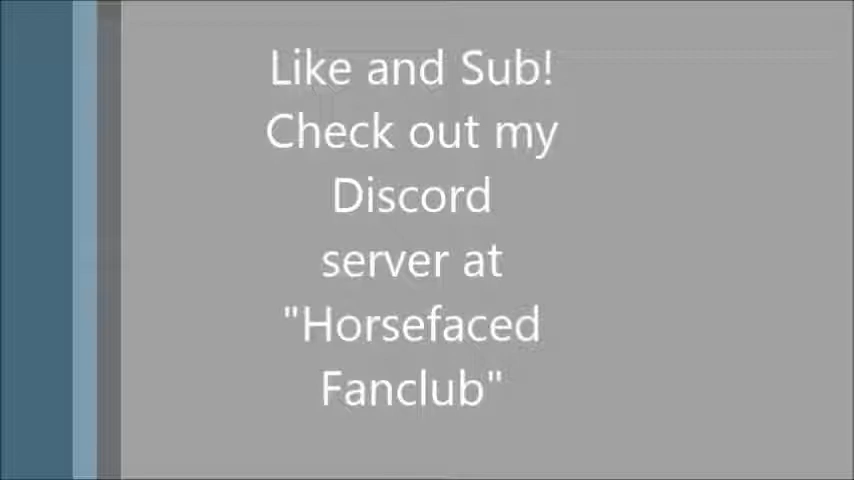 Like and Sub!
Check out my
Discord
server at
"Horsefaced
Fanclub"